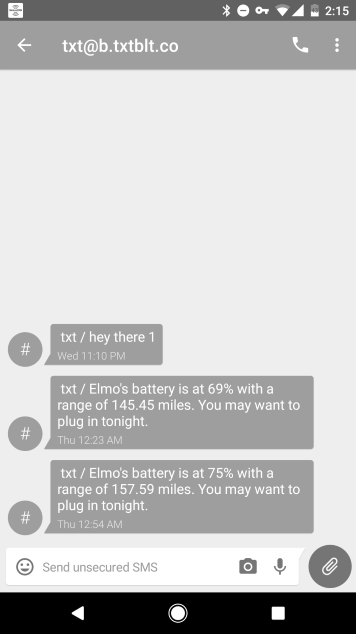 2:15
txt@b.txtblt.co
txt / hey there 1
Wed 11:10 PM
#
txt / Elmo's battery is at 69% with a
range of 145.45 miles. You may want to
plug in tonight.
Thu 12:23 AM
#
txt / Elmo's battery is at 75% with a
range of 157.59 miles. You may want to
plug in tonight.
Thu 12:54 AM
#
Send unsecured SMS